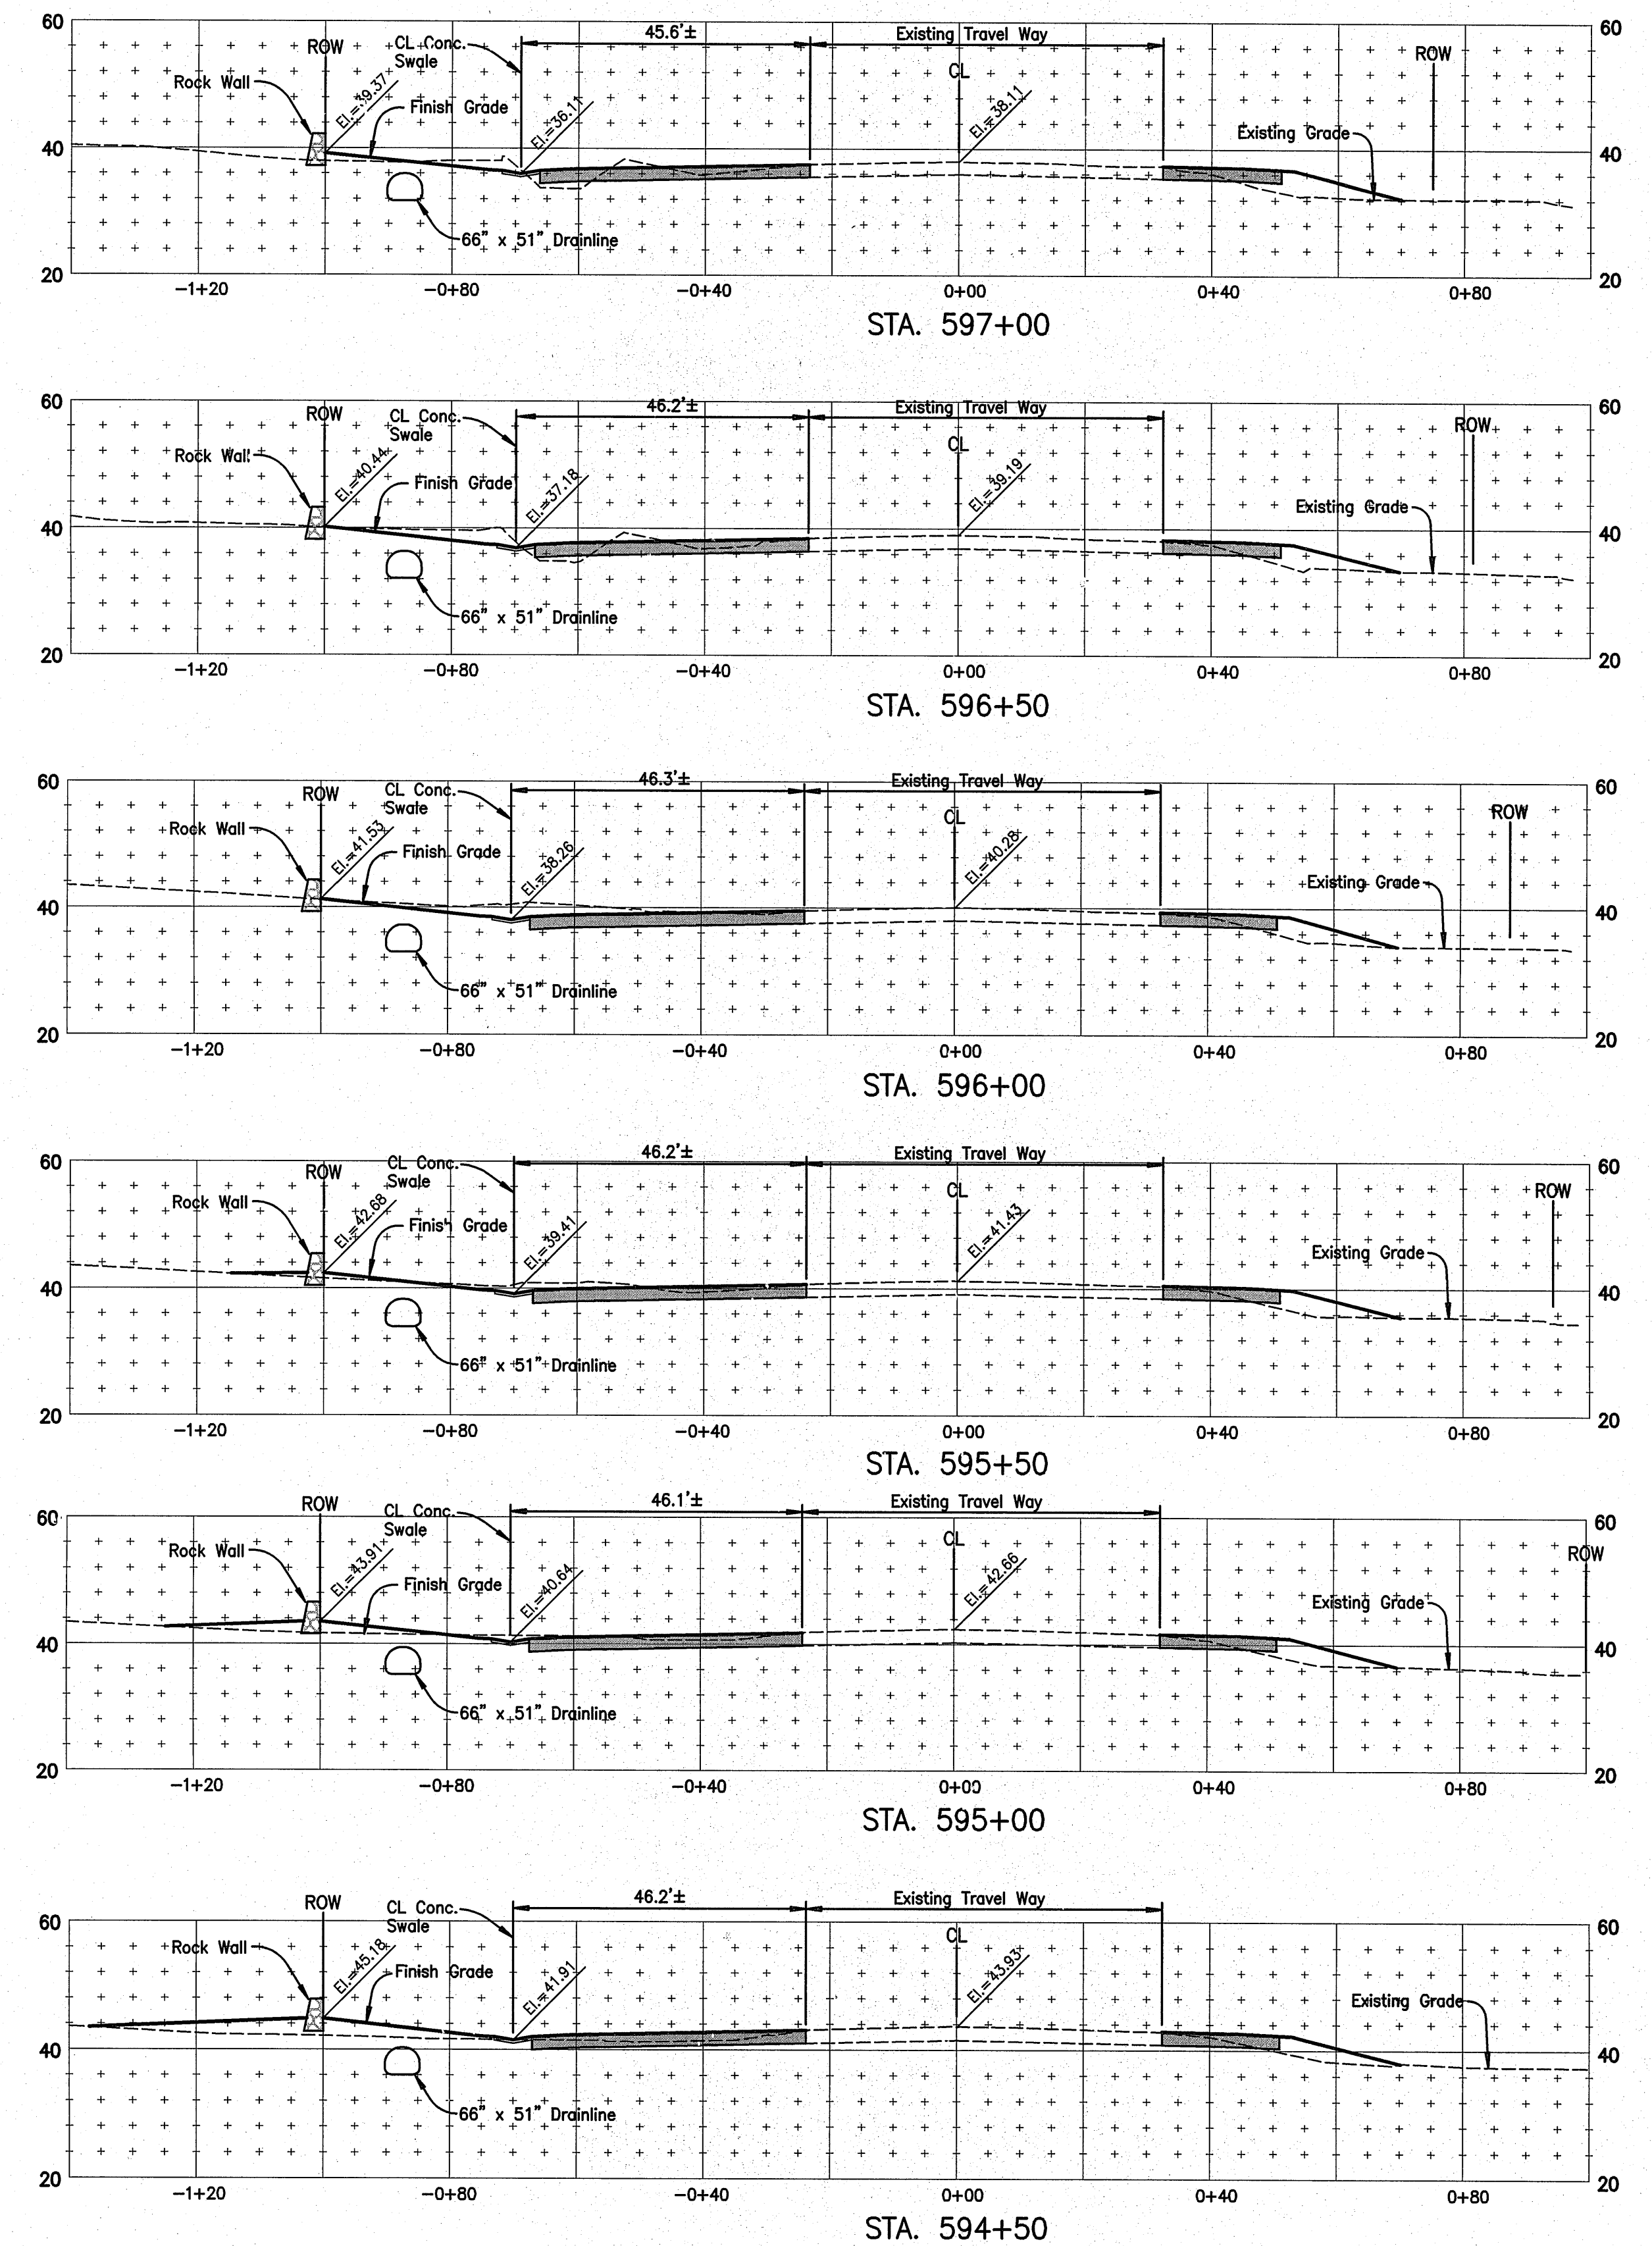 60
60
45.6'±
Existing Travel Way
ROW
CL Conc.
Swale
CL
ROW
Rock Wall
El.=39.37
Finish Grade
El.=36.11
El.=38.11
Existing Grade
40
40
66" x 51" Drainline
20
20
-1+20
-0+80
-0+40
0+00
0+40
0+80
STA. 597+00
60
60
46.2'±
Existing Travel Way
ROW
CL Conc.
Swale
CL
ROW
Rock Wall
El.=40.44
Finish Grade
El.=37.18
El.=39.19
Existing Grade
40
40
66" x 51" Drainline
20
20
-1+20
-0+80
-0+40
0+00
0+40
0+80
STA. 596+50
60
60
46.3'±
Existing Travel Way
ROW
CL Conc.
Swale
CL
ROW
Rock Wall
El.=41.53
Finish Grade
El.=38.26
El.=40.28
Existing Grade
40
40
66" x 51" Drainline
20
20
-1+20
-0+80
-0+40
0+00
0+40
0+80
STA. 596+00
60
60
46.2'±
Existing Travel Way
ROW
CL Conc.
Swale
CL
ROW
Rock Wall
El.=42.68
Finish Grade
El.=39.41
El.=41.43
Existing Grade
40
40
66" x 51" Drainline
20
20
-1+20
-0+80
-0+40
0+00
0+40
0+80
STA. 595+50
60
60
46.1'±
Existing Travel Way
ROW
CL Conc.
Swale
CL
ROW
Rock Wall
El.=43.91
Finish Grade
El.=40.64
El.=42.66
Existing Grade
40
40
66" x 51" Drainline
20
20
-1+20
-0+80
-0+40
0+00
0+40
0+80
STA. 595+00
60
60
46.2'±
Existing Travel Way
ROW
CL Conc.
Swale
CL
Rock Wall
El.=45.18
Finish Grade
El.=41.91
El.=43.93
Existing Grade
40
40
66" x 51" Drainline
20
20
-1+20
-0+80
-0+40
0+00
0+40
0+80
STA. 594+50